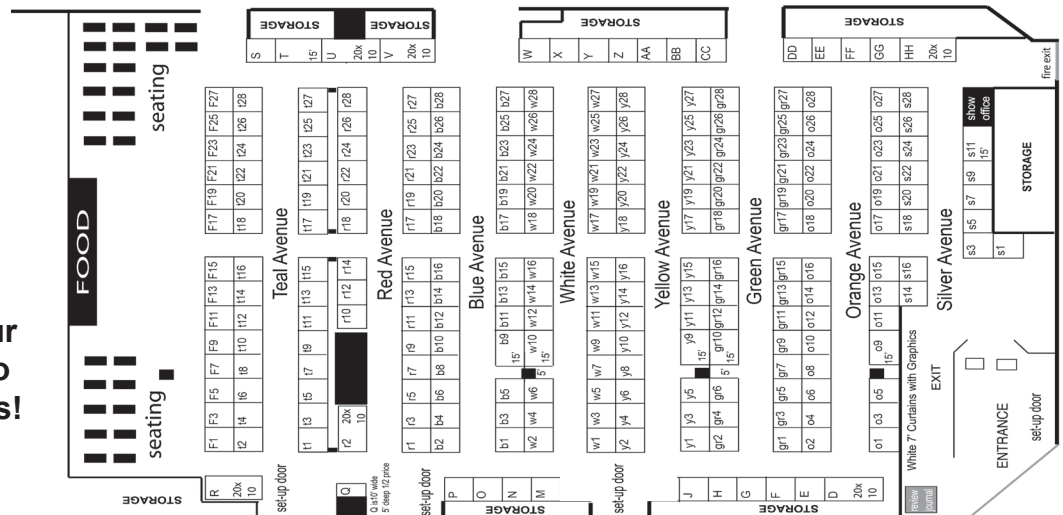 STORAGE STORAGE
S T 15' U 20x 10 V 20x 10
STORAGE
W X Y Z AA BB CC
STORAGE
DD EE FF GG HH 20x 10
fire exit
seating
FOOD
seating
ur
o
s!
F27 t28 t27 r28 r27 b28 b27 w28 w27 y28 y27 gr28 gr27 o28 o27 s28
F25 t26 t25 r26 r25 b26 b25 w26 w25 y26 y25 gr26 gr25 o26 o25 s26
F23 t24 t23 r24 r23 b24 b23 w24 w23 y24 y23 gr24 gr23 o24 o23 s24
F21 t22 t21 r22 r21 b22 b21 w22 w21 y22 y21 gr22 gr21 o22 o21 s22
F19 t20 r20 r19 b20 b19 w20 w19 y20 y19 gr20 gr19 o20 o19 s20
F17 t18 t17 r18 r17 b18 b17 w18 w17 y18 y17 gr18 gr17 o18 o17 s18
show office
s11 15'
s9
s7
s5
s3 s1
STORAGE
Teal Avenue
Red Avenue
Blue Avenue
White Avenue
Yellow Avenue
Green Avenue
Orange Avenue
Silver Avenue
F15 t16 t15 r14 r15 b16 b15 w16 w15 y16 y15 gr16 gr15 o16 o15 s16
F13 t14 t13 r12 r13 b14 b13 w14 w13 y14 y13 gr14 gr13 o14 o13 s14
F11 t12 t11 r10 r11 b12 b11 w12 w11 y12 y11 gr12 gr11 o12 o11
F9 t10 t9 r9 b10 b9 15' w10 15' w9 y10 y9 15' gr10 15' gr9 o10 o9 15'
F7 t8 t7 r7 b8 5' w7 y8 5' gr7 o8
F5 t6 r5 b6 b5 w6 w5 y6 y5 gr6 gr5 o6 o5
F3 t4 t3 20x 10 r3 b4 b3 w4 w3 y4 y3 gr4 gr3 o4 o3
F1 t2 t1 r2 r1 b2 b1 w2 w1 y2 y1 gr2 gr1 o2 o1
White 7' Curtains with Graphics
EXIT
ENTRANCE
set-up door
R 20x 10
STORAGE
set-up door
Q
Q is10' wide
5' deep 1/2 price
set-up door
P O N M
STORAGE
set-up door
J H G F E D 20x 10
STORAGE
review
journal